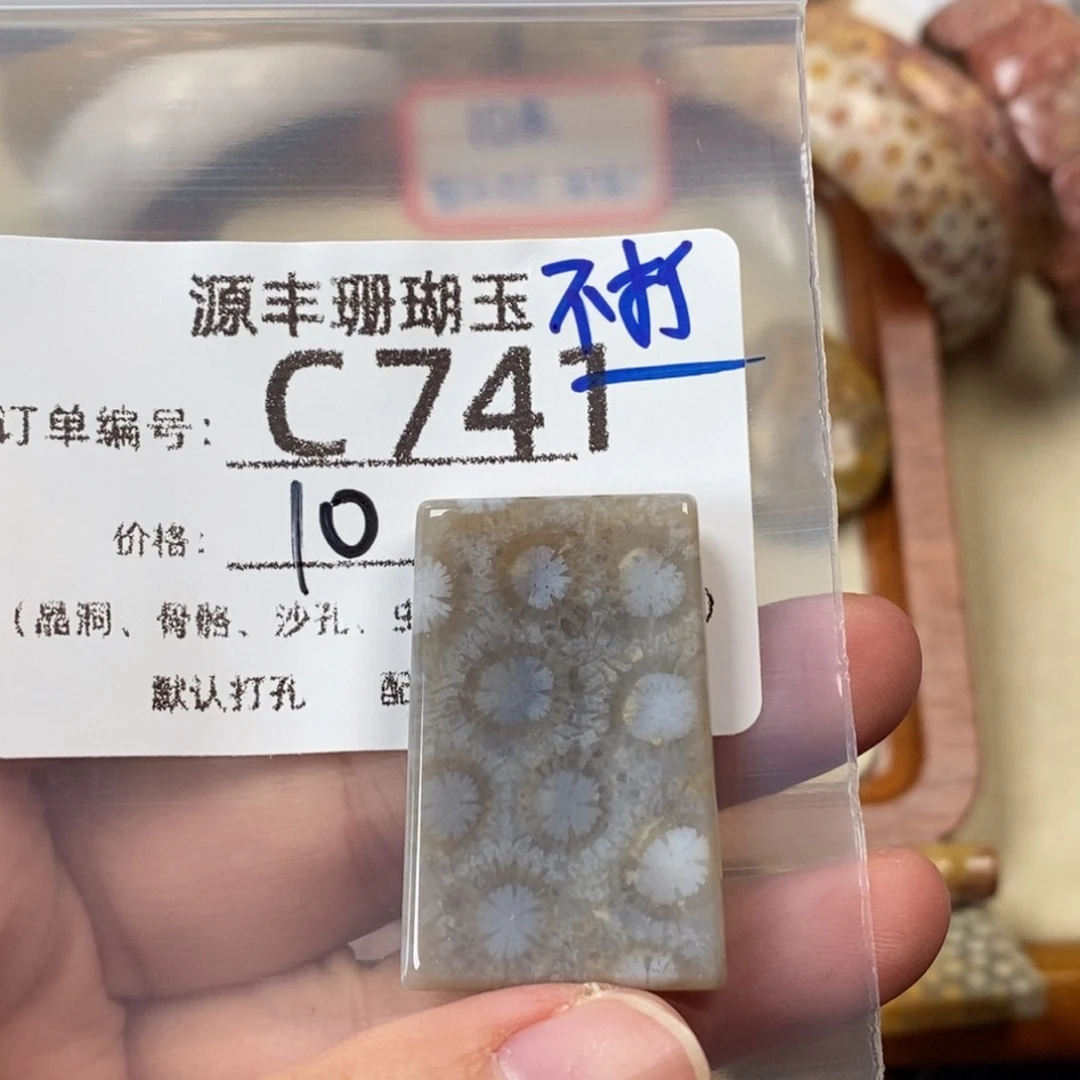 源丰珊瑚玉 不打
C741
订单编号：
价格： 10
（晶洞、骨骼、沙孔、
默认打孔 配